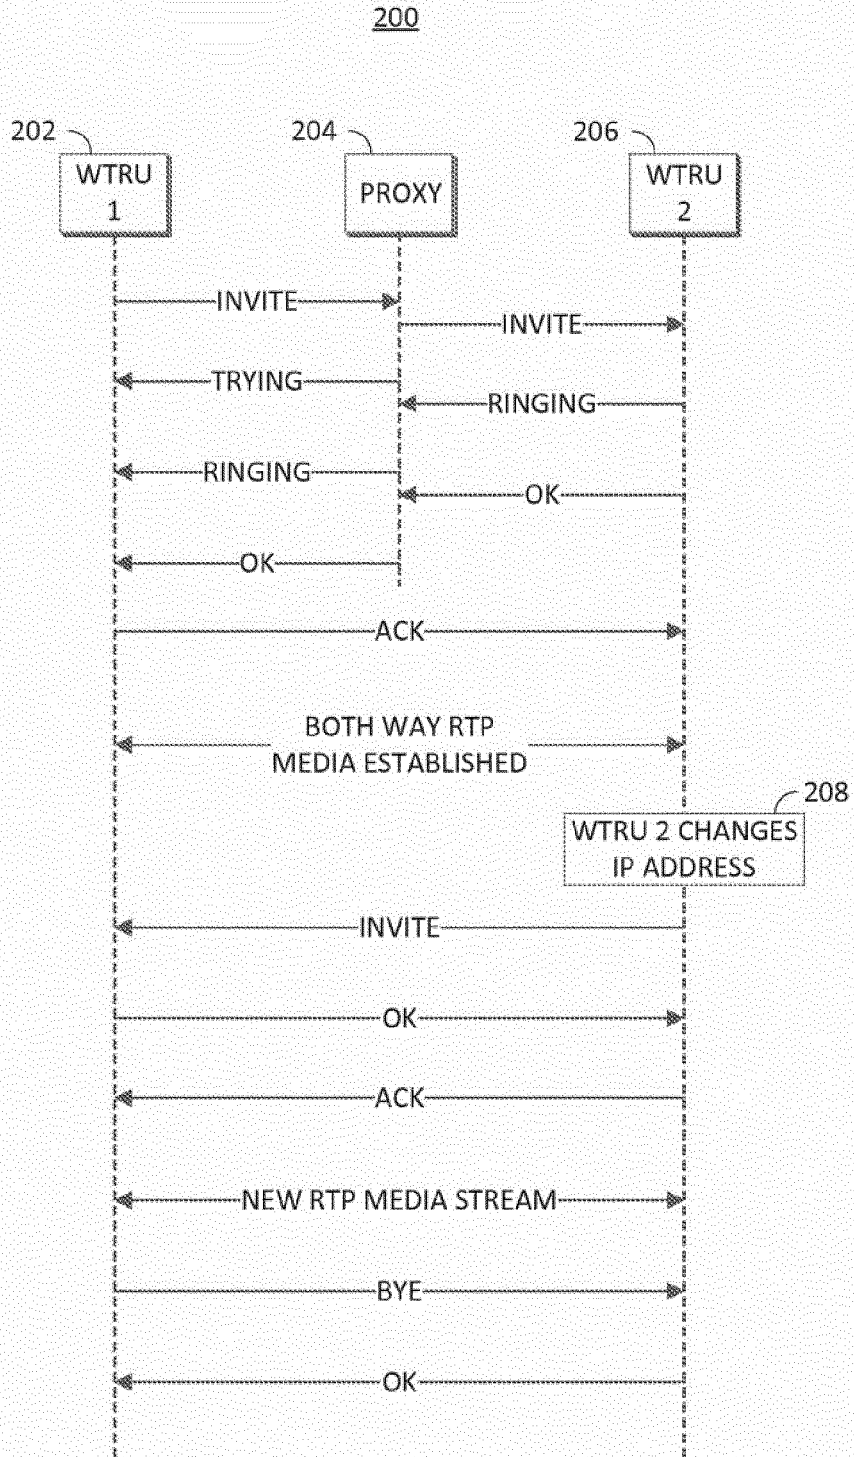 200
202
204
206
WTRU
1
PROXY
WTRU
2
INVITE
INVITE
TRYING
RINGING
RINGING
OK
OK
ACK
BOTH WAY RTP
MEDIA ESTABLISHED
208
WTRU 2 CHANGES
IP ADDRESS
INVITE
OK
ACK
NEW RTP MEDIA STREAM
BYE
OK